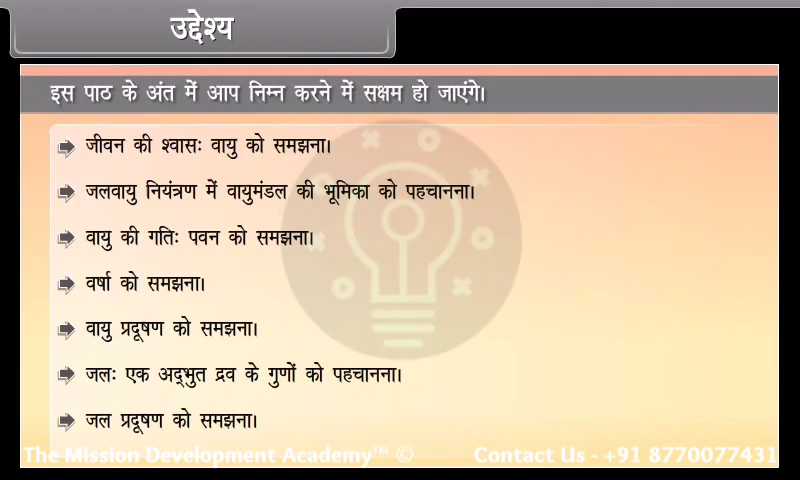 उद्देश्य
इस पाठ के अंत में आप निम्न करने में सक्षम हो जाएंगे।
जीवन की श्वासः वायु को समझना।
जलवायु नियंत्रण में वायुमंडल की भूमिका को पहचानना।
वायु की गतिः पवन को समझना।
वर्षा को समझना।
वायु प्रदूषण को समझना।
जलः एक अद्‌भुत द्रव के गुणों को पहचानना।
जल प्रदूषण को समझना।
The Mission Development Academy™ © Contact Us - +91 8770077431